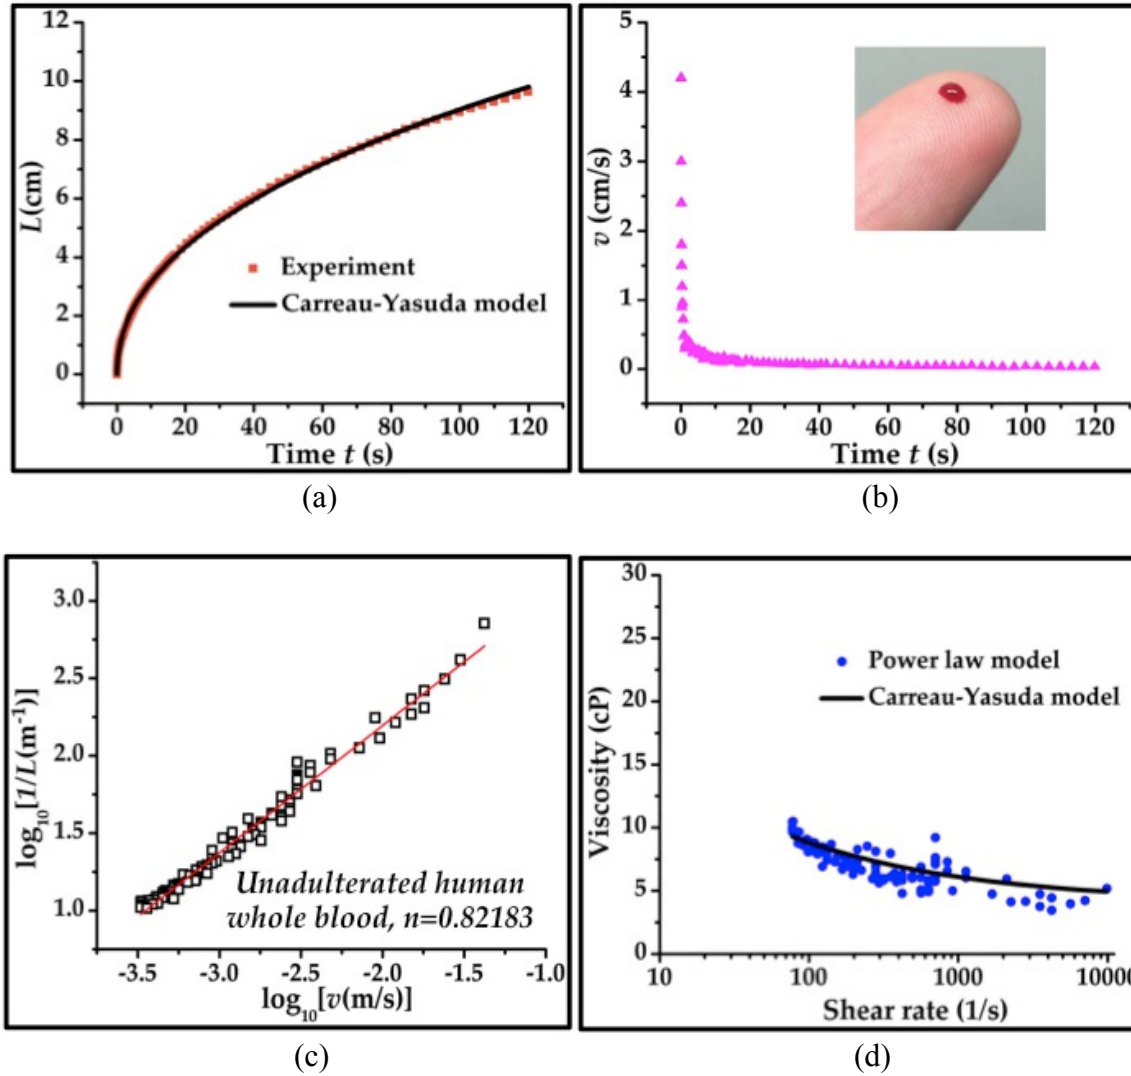 12
10
8
6
4
2
0
L(cm)
Experiment
Carreau-Yasuda model
0 20 40 60 80 100 120
Time t (s)
(a)
5
4
3
2
1
0
v (cm/s)
0 20 40 60 80 100 120
Time t (s)
(b)
3.0
2.5
2.0
1.5
1.0
log₁₀[1/L(m⁻¹)]
Unadulterated human
whole blood, n=0.82183
-3.5 -3.0 -2.5 -2.0 -1.5 -1.0
log₁₀[v(m/s)]
(c)
30
25
20
15
10
5
0
Viscosity (cP)
Power law model
Carreau-Yasuda model
10 100 1000 10000
Shear rate (1/s)
(d)